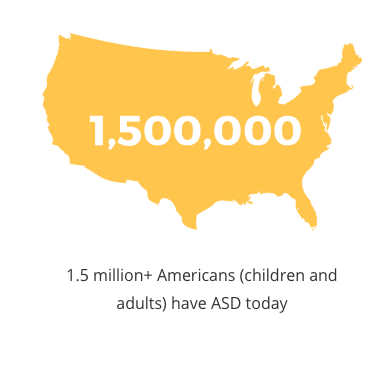 1,500,000
1.5 million+ Americans (children and
adults) have ASD today